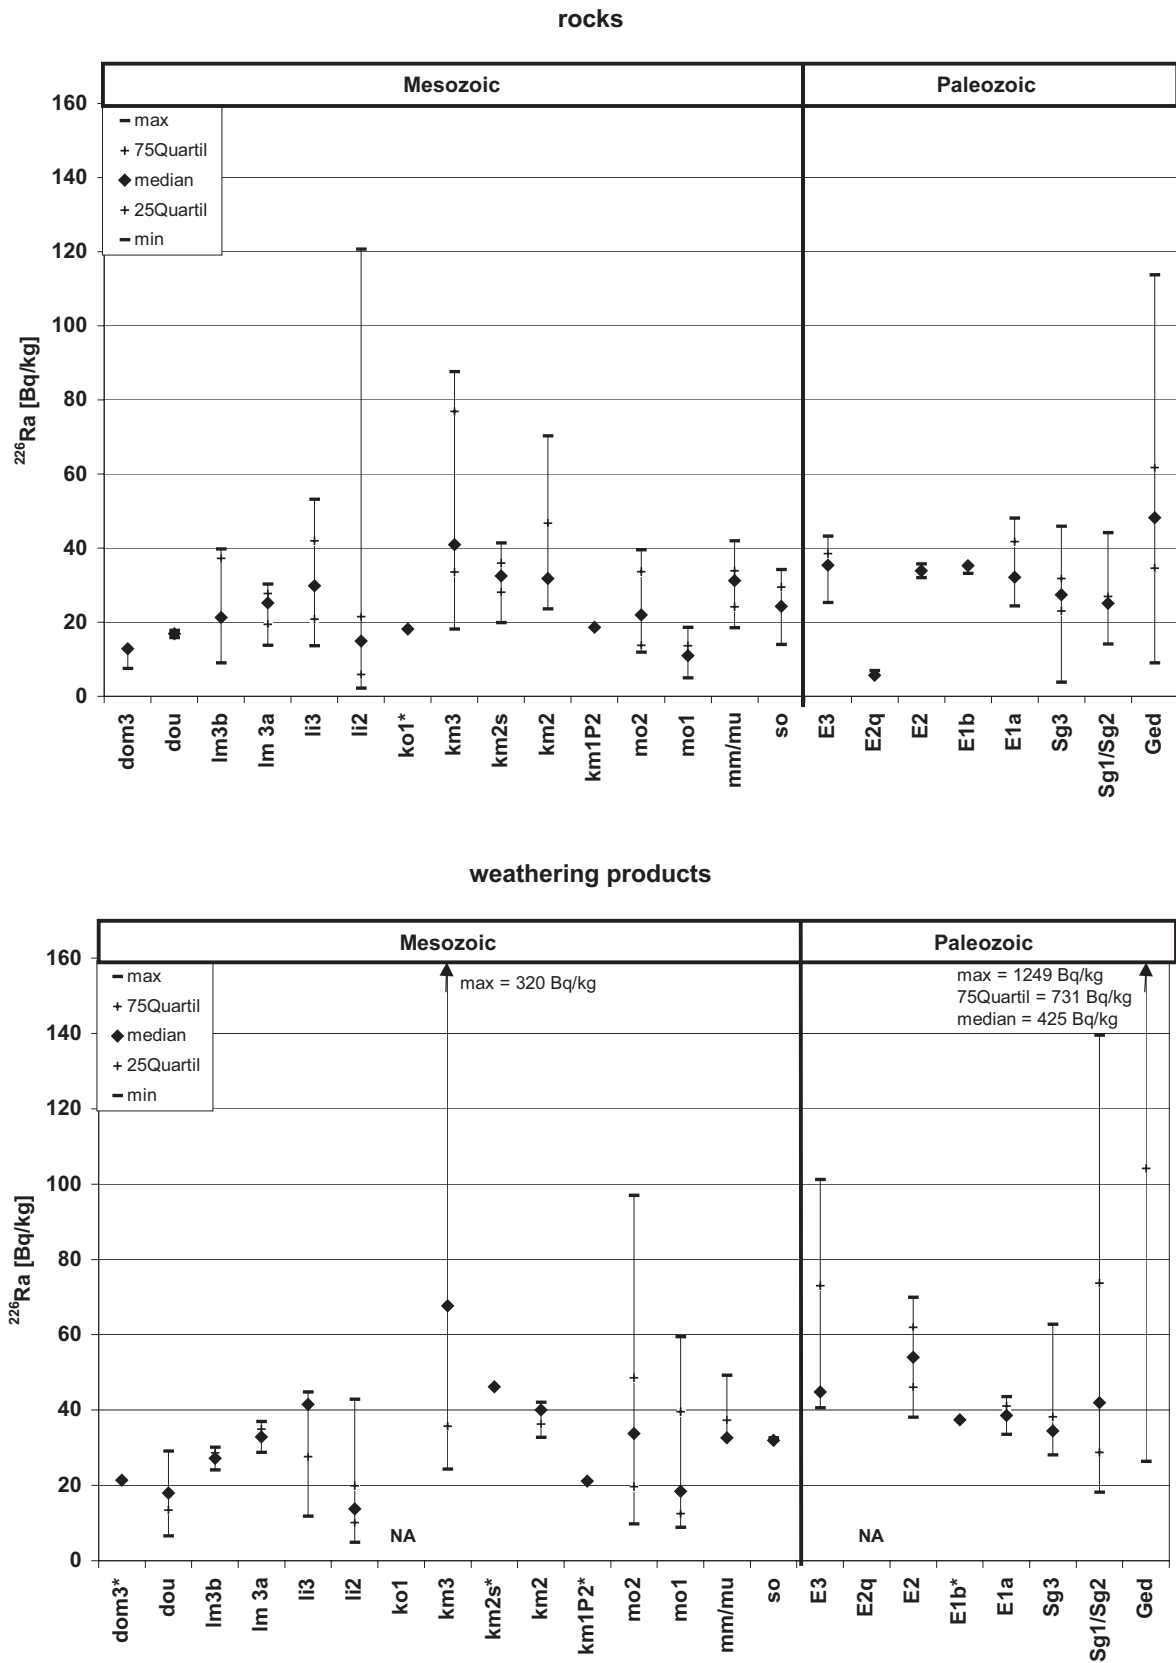 rocks
Mesozoic
Paleozoic
160
140
120
100
80
60
40
20
0
max
75Quartil
median
25Quartil
min
226Ra [Bq/kg]
dom3
dou
lm3b
lm 3a
li3
li2
ko1*
km3
km2s
km2
km1P2
mo2
mo1
mm/mu
so
E3
E2q
E2
E1b
E1a
Sg3
Sg1/Sg2
Ged
weathering products
Mesozoic
Paleozoic
160
140
120
100
80
60
40
20
0
max
75Quartil
median
25Quartil
min
max = 320 Bq/kg
max = 1249 Bq/kg
75Quartil = 731 Bq/kg
median = 425 Bq/kg
226Ra [Bq/kg]
NA
NA
dom3*
dou
lm3b
lm 3a
li3
li2
ko1
km3
km2s*
km2
km1P2*
mo2
mo1
mm/mu
so
E3
E2q
E2
E1b*
E1a
Sg3
Sg1/Sg2
Ged